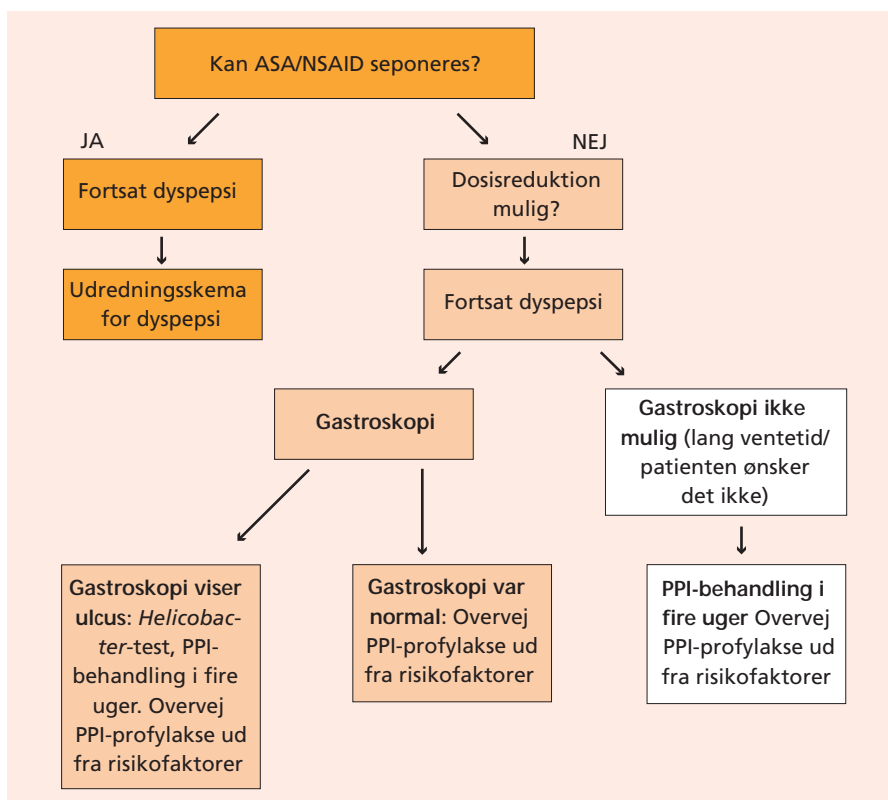 Kan ASA/NSAID seponeres?
JA
NEJ
Fortsat dyspepsi
Dosisreduktion
mulig?
Udredningsskema
for dyspepsi
Fortsat dyspepsi
Gastroskopi
Gastroskopi ikke
mulig (lang ventetid/
patienten ønsker
det ikke)
Gastroskopi viser
ulcus: Helicobac-
ter-test, PPI-
behandling i fire
uger. Overvej
PPI-profylakse ud
fra risikofaktorer
Gastroskopi var
normal: Overvej
PPI-profylakse ud
fra risikofaktorer
PPI-behandling i
fire uger Overvej
PPI-profylakse ud
fra risikofaktorer